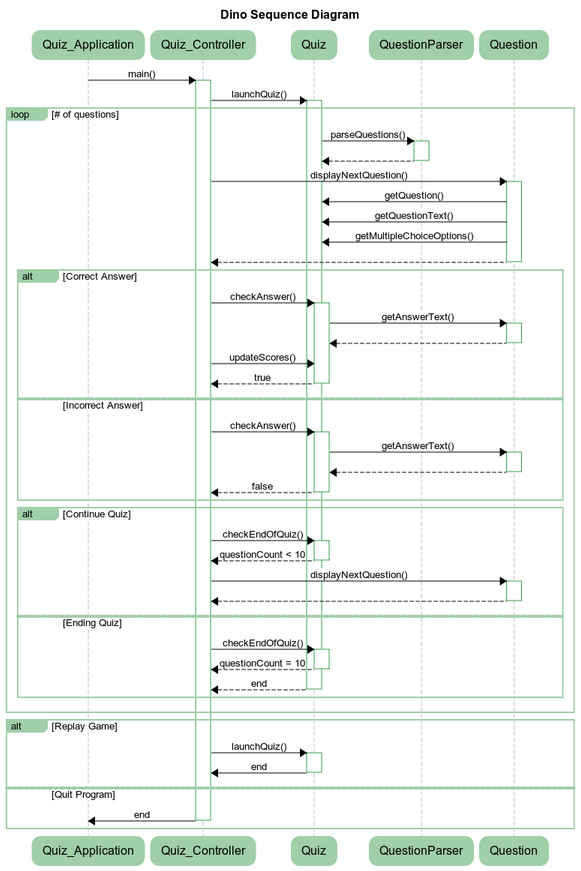 Dino Sequence Diagram
Quiz_Application Quiz_Controller Quiz QuestionParser Question
main()
launchQuiz()
loop [# of questions]
parseQuestions()
displayNextQuestion()
getQuestion()
getQuestionText()
getMultipleChoiceOptions()
alt [Correct Answer]
checkAnswer()
getAnswerText()
updateScores()
true
[Incorrect Answer]
checkAnswer()
getAnswerText()
false
alt [Continue Quiz]
checkEndOfQuiz()
questionCount < 10
displayNextQuestion()
[Ending Quiz]
checkEndOfQuiz()
questionCount = 10
end
alt [Replay Game]
launchQuiz()
end
[Quit Program]
end
Quiz_Application Quiz_Controller Quiz QuestionParser Question